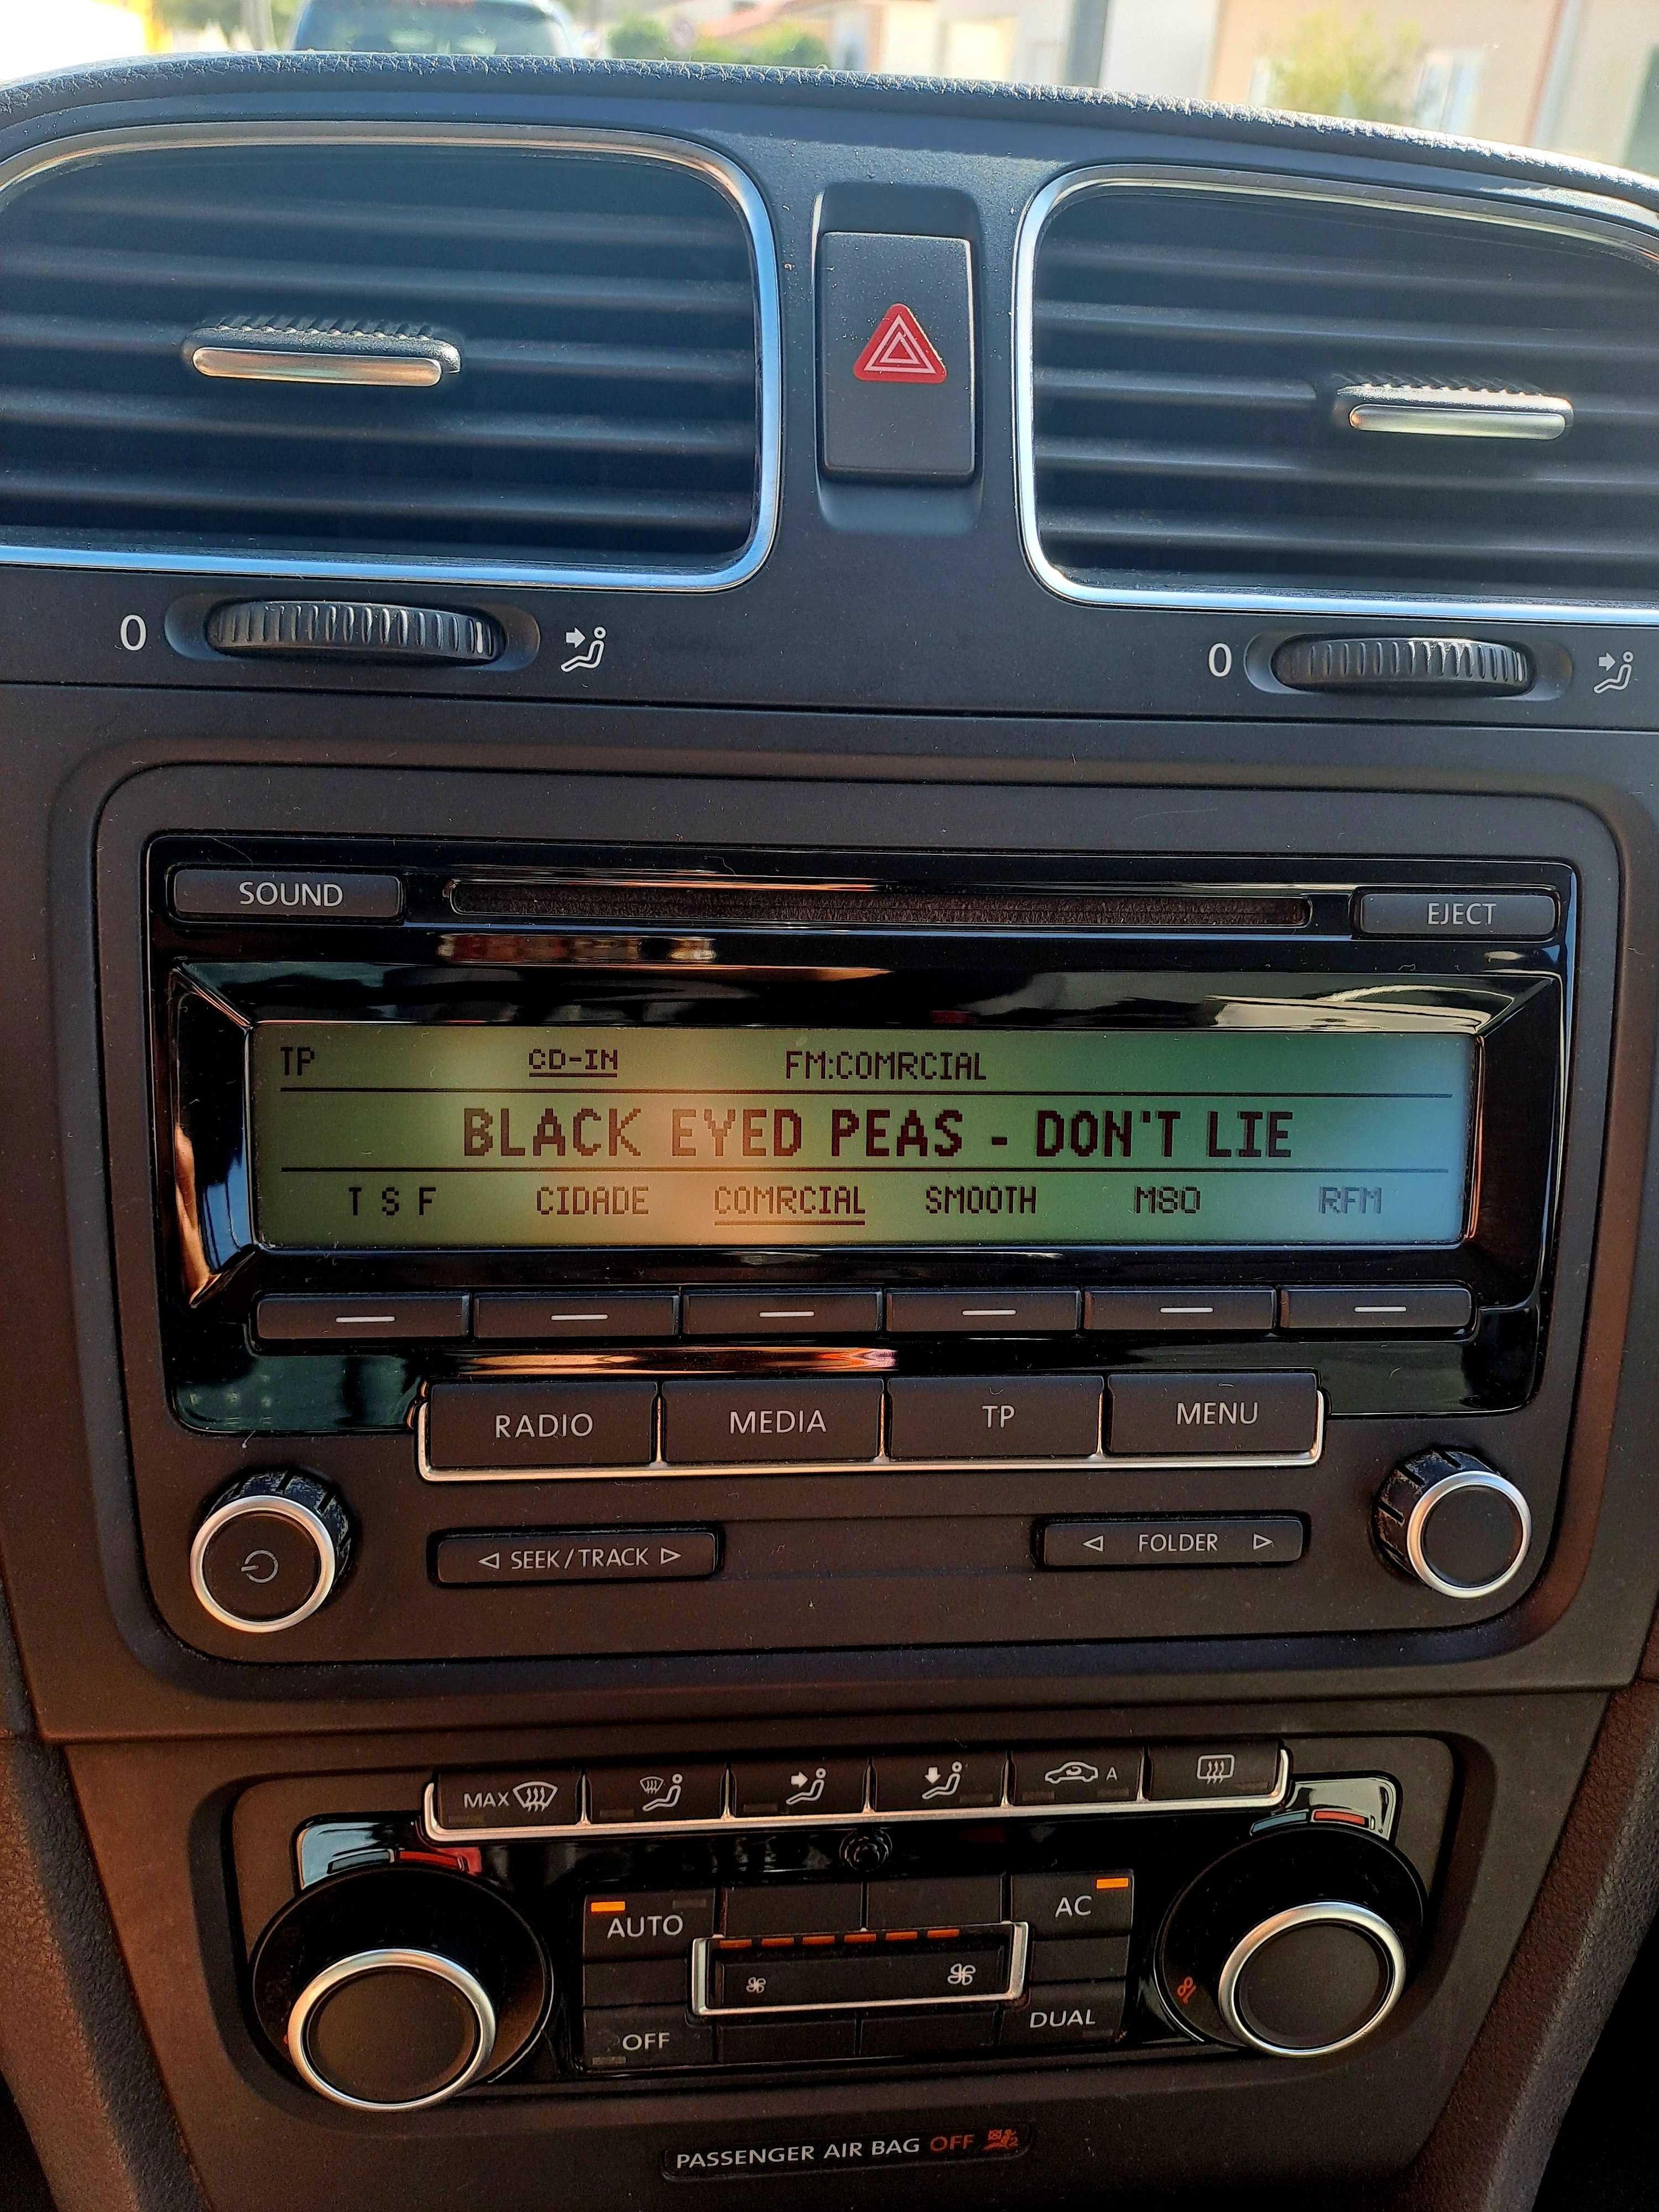 0
0
SOUND EJECT
TP CD-IN FM:COMRCIAL
BLACK EYED PEAS - DON'T LIE
T S F CIDADE COMRCIAL SMOOTH M80 RFM
RADIO MEDIA TP MENU
SEEK/TRACK FOLDER
MAX A
AUTO AC
OFF DUAL
18
PASSENGER AIR BAG OFF